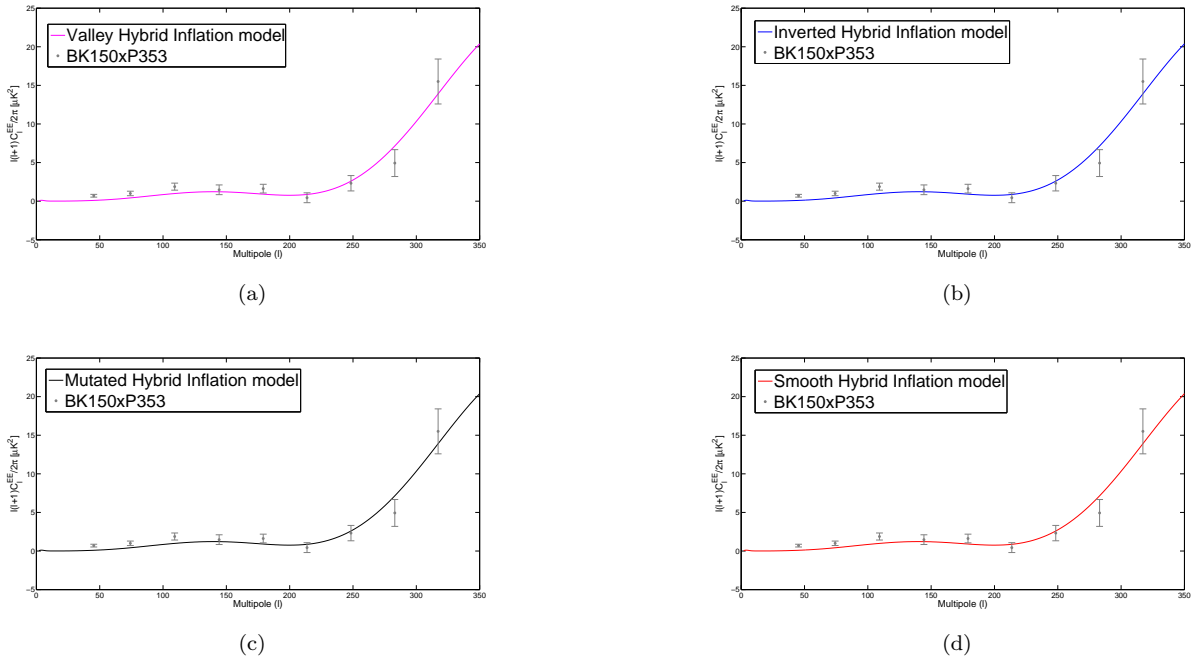 25
20
15
10
5
0
−5
l(l+1)C_l^{EE}/2π [μK²]
Valley Hybrid Inflation model
BK150xP353
0 50 100 150 200 250 300 350
Multipole (l)
(a)
25
20
15
10
5
0
−5
l(l+1)C_l^{EE}/2π [μK²]
Inverted Hybrid Inflation model
BK150xP353
0 50 100 150 200 250 300 350
Multipole (l)
(b)
25
20
15
10
5
0
−5
l(l+1)C_l^{EE}/2π [μK²]
Mutated Hybrid Inflation model
BK150xP353
0 50 100 150 200 250 300 350
Multipole (l)
(c)
25
20
15
10
5
0
−5
l(l+1)C_l^{EE}/2π [μK²]
Smooth Hybrid Inflation model
BK150xP353
0 50 100 150 200 250 300 350
Multipole (l)
(d)